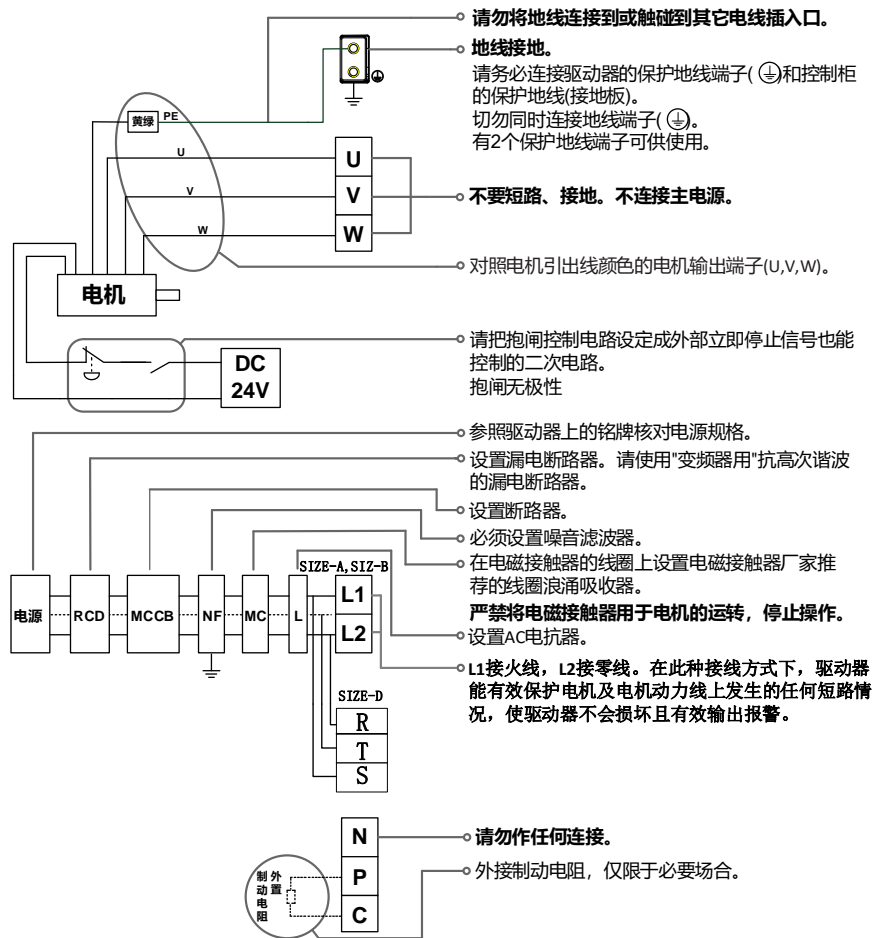 请勿将地线连接到或触碰到其它电线插入口。
地线接地。
请务必连接驱动器的保护地线端子( )和控制柜
的保护地线(接地板)。
切勿同时连接地线端子( )。
有2个保护地线端子可供使用。
黄绿
PE
U
V
W
U
V
W
不要短路、接地。不连接主电源。
对照电机引出线颜色的电机输出端子(U,V,W)。
电机
DC
24V
请把抱闸控制电路设定成外部立即停止信号也能
控制的二次电路。
抱闸无极性
参照驱动器上的铭牌核对电源规格。
设置漏电断路器。请使用"变频器用"抗高次谐波
的漏电断路器。
设置断路器。
必须设置噪音滤波器。
在电磁接触器的线圈上设置电磁接触器厂家推
荐的线圈浪涌吸收器。
严禁将电磁接触器用于电机的运转，停止操作。
设置AC电抗器。
SIZE-A,SIZ-B
电源
RCD
MCCB
NF
MC
L
L1
L2
L1接火线，L2接零线。在此种接线方式下，驱动器
能有效保护电机及电机动力线上发生的任何短路情
况，使驱动器不会损坏且有效输出报警。
SIZE-D
R
T
S
N
P
C
请勿作任何连接。
外接制动电阻，仅限于必要场合。
外置
制动电阻